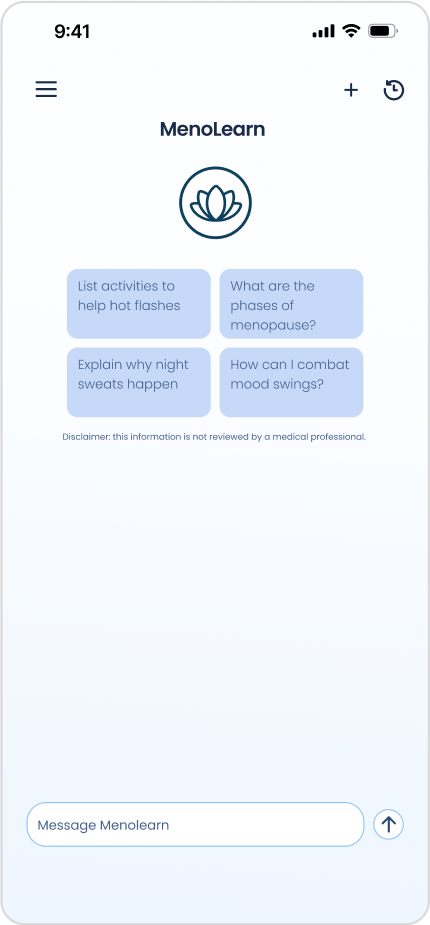 9:41
MenoLearn
List activities to
help hot flashes
What are the
phases of
menopause?
Explain why night
sweats happen
How can I combat
mood swings?
Disclaimer: this information is not reviewed by a medical professional.
Message Menolearn